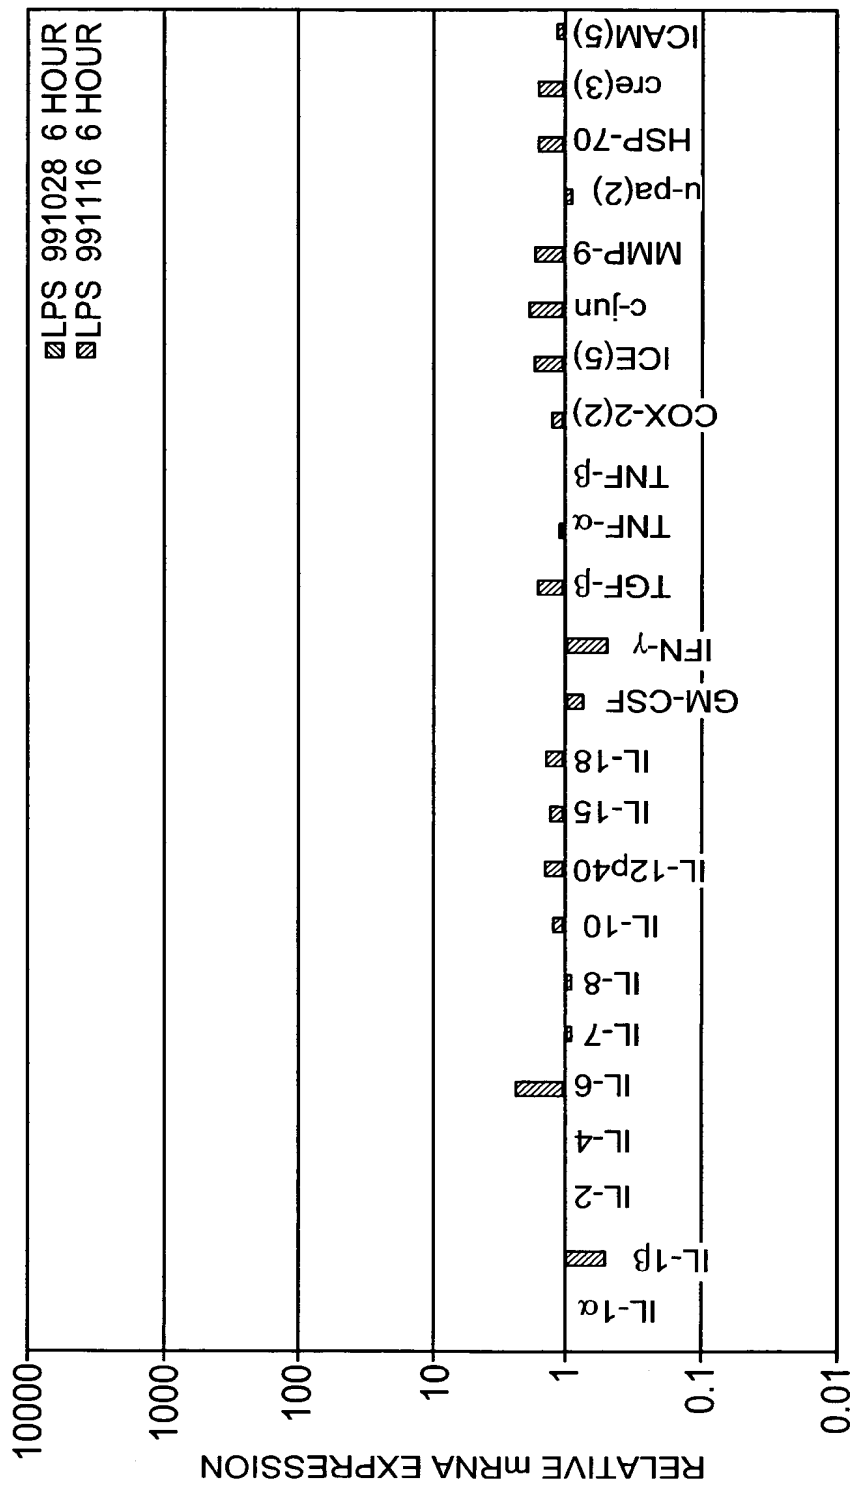 LPS 991028 6 HOUR
LPS 991116 6 HOUR
10000
1000
100
10
1
0.1
0.01
RELATIVE mRNA EXPRESSION
IL-1α
IL-1β
IL-2
IL-4
IL-6
IL-7
IL-8
IL-10
IL-12p40
IL-15
IL-18
GM-CSF
IFN-γ
TGF-β
TNF-α
TNF-β
COX-2(2)
ICE(5)
c-jun
MMP-9
u-pa(2)
HSP-70
cre(3)
ICAM(5)